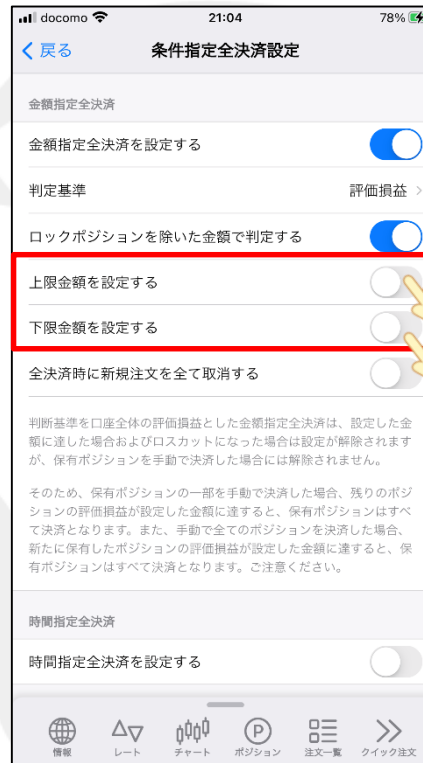 docomo 21:04 78%
戻る 条件指定全決済設定
金額指定全決済
金額指定全決済を設定する
判定基準 評価損益
ロックポジションを除いた金額で判定する
上限金額を設定する
下限金額を設定する
全決済時に新規注文を全て取消する
判断基準を口座全体の評価損益とした金額指定全決済は、設定した金
額に達した場合およびロスカットになった場合は設定が解除されます
が、保有ポジションを手動で決済した場合には解除されません。
そのため、保有ポジションの一部を手動で決済した場合、残りのポジ
ションの評価損益が設定した金額に達すると、保有ポジションはすべ
て決済となります。また、手動で全てのポジションを決済した場合、
新たに保有したポジションの評価損益が設定した金額に達すると、保
有ポジションはすべて決済となります。ご注意ください。
時間指定全決済
時間指定全決済を設定する
情報 レート チャート ポジション 注文一覧 クイック注文